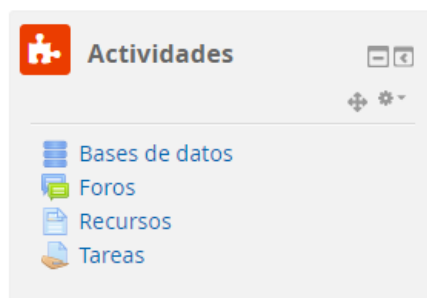 Actividades
Bases de datos
Foros
Recursos
Tareas